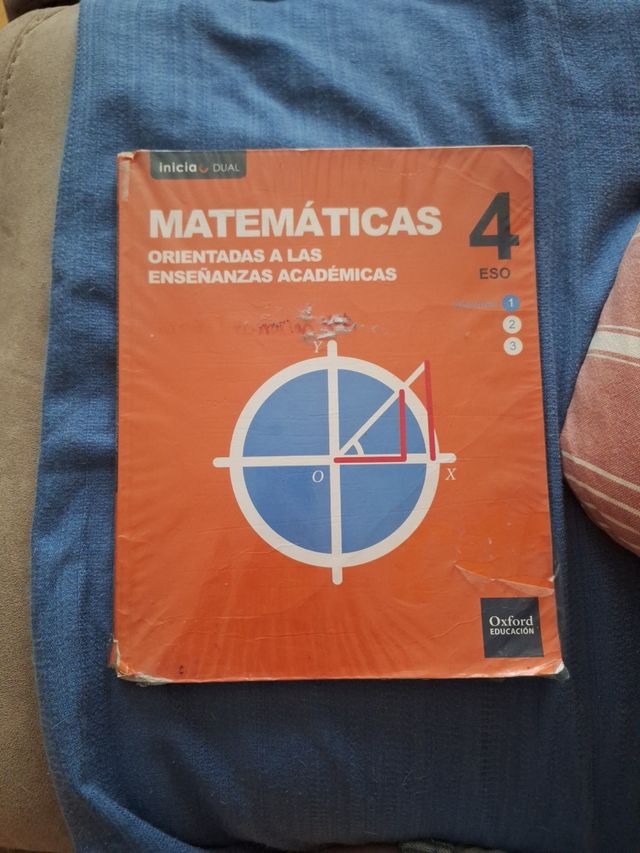 inicia DUAL
MATEMÁTICAS
ORIENTADAS A LAS
ENSEÑANZAS ACADÉMICAS
4
ESO
1
2
3
Y
O
X
Oxford
EDUCACIÓN